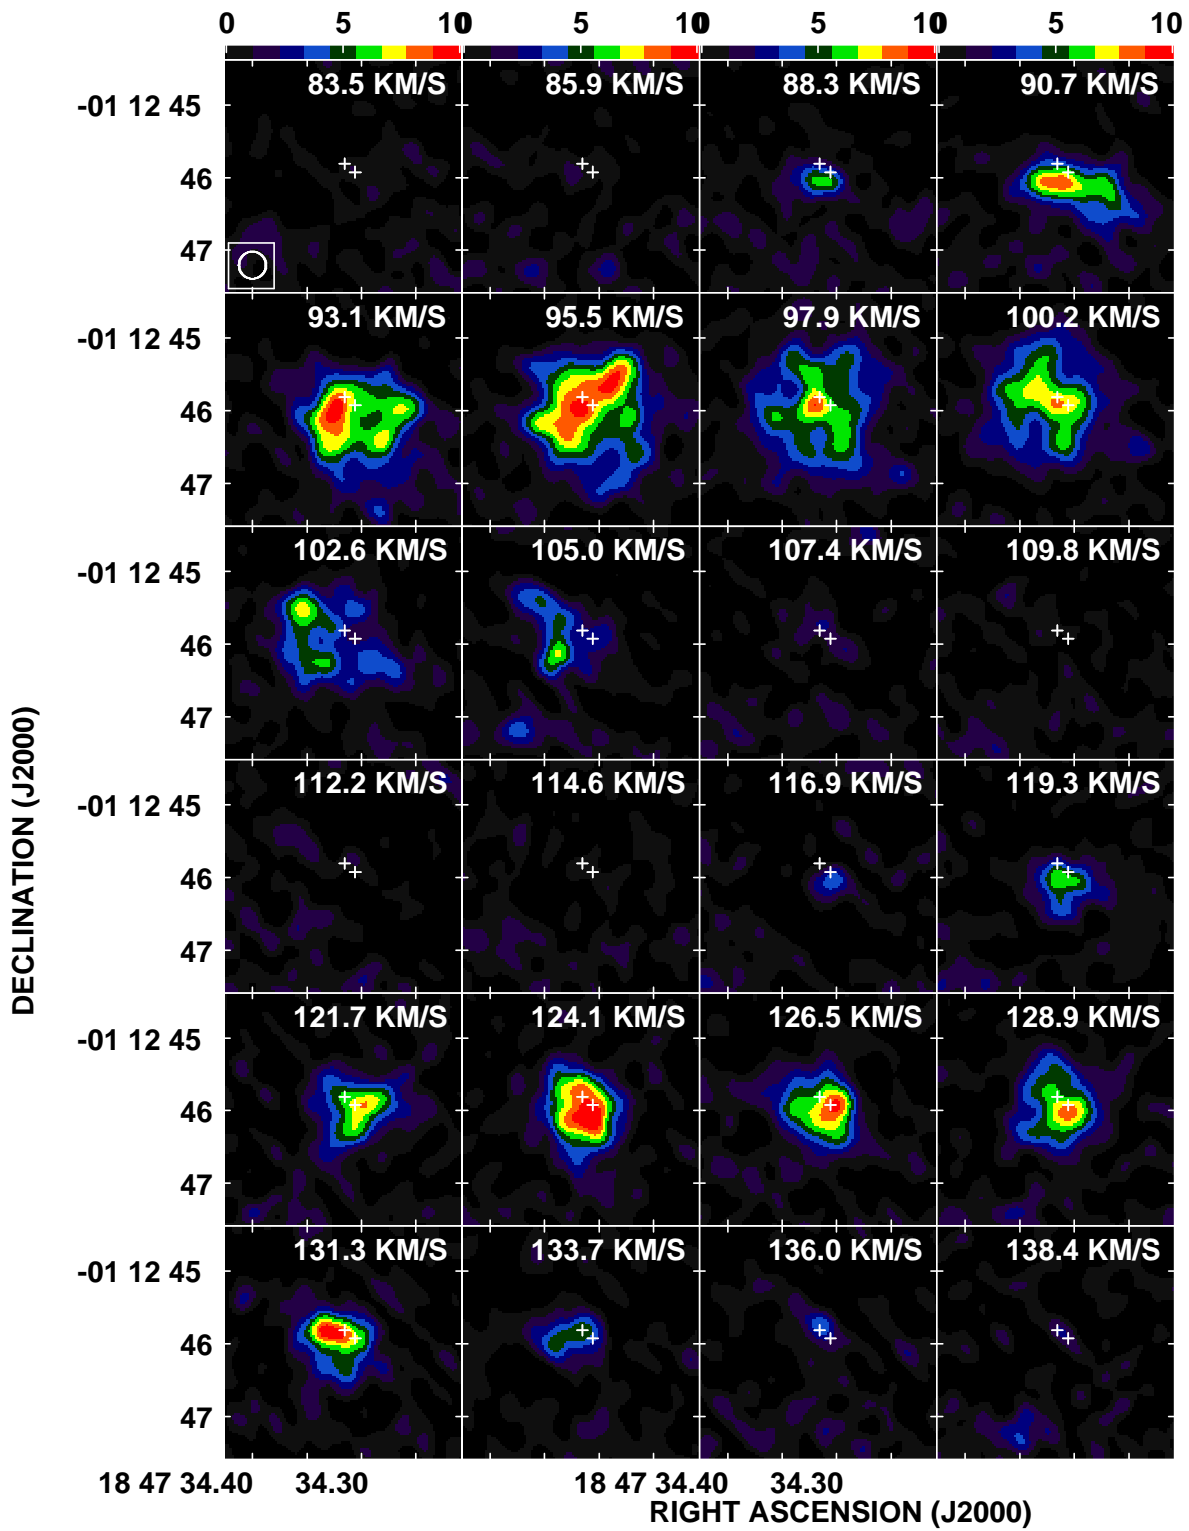 0 5 10 0 5 10 0 5 10 0 5 10
83.5 KM/S 85.9 KM/S 88.3 KM/S 90.7 KM/S
-01 12 45
46
47
93.1 KM/S 95.5 KM/S 97.9 KM/S 100.2 KM/S
-01 12 45
46
47
102.6 KM/S 105.0 KM/S 107.4 KM/S 109.8 KM/S
-01 12 45
46
47
DECLINATION (J2000)
112.2 KM/S 114.6 KM/S 116.9 KM/S 119.3 KM/S
-01 12 45
46
47
121.7 KM/S 124.1 KM/S 126.5 KM/S 128.9 KM/S
-01 12 45
46
47
131.3 KM/S 133.7 KM/S 136.0 KM/S 138.4 KM/S
-01 12 45
46
47
18 47 34.40 34.30 18 47 34.40 34.30
RIGHT ASCENSION (J2000)